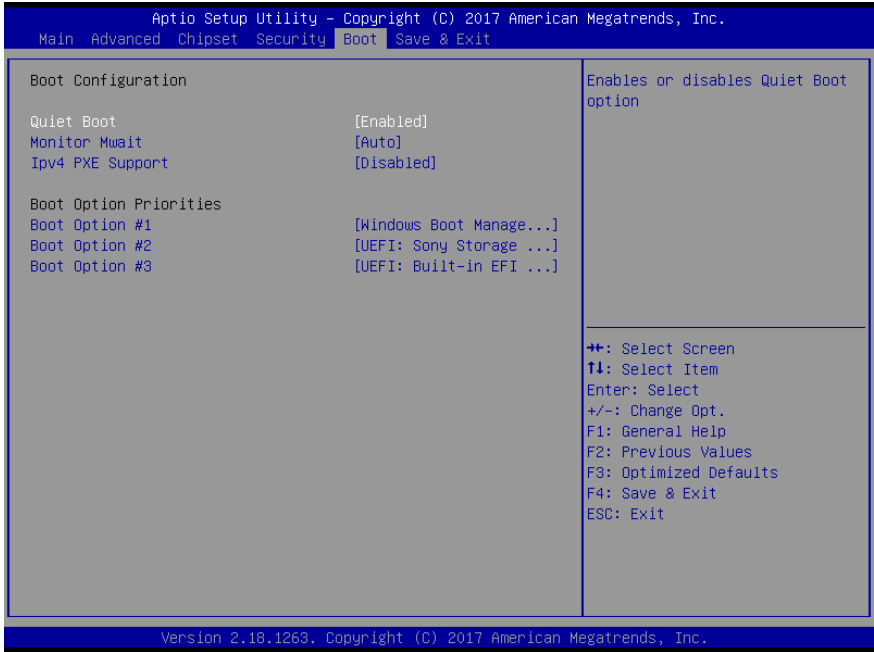 Aptio Setup Utility – Copyright (C) 2017 American Megatrends, Inc.
Main Advanced Chipset Security Boot Save & Exit
Boot Configuration
Quiet Boot [Enabled]
Monitor Mwait [Auto]
Ipv4 PXE Support [Disabled]
Boot Option Priorities
Boot Option #1 [Windows Boot Manage...]
Boot Option #2 [UEFI: Sony Storage ...]
Boot Option #3 [UEFI: Built-in EFI ...]
Enables or disables Quiet Boot
option
→←: Select Screen
↑↓: Select Item
Enter: Select
+/-: Change Opt.
F1: General Help
F2: Previous Values
F3: Optimized Defaults
F4: Save & Exit
ESC: Exit
Version 2.18.1263. Copyright (C) 2017 American Megatrends, Inc.